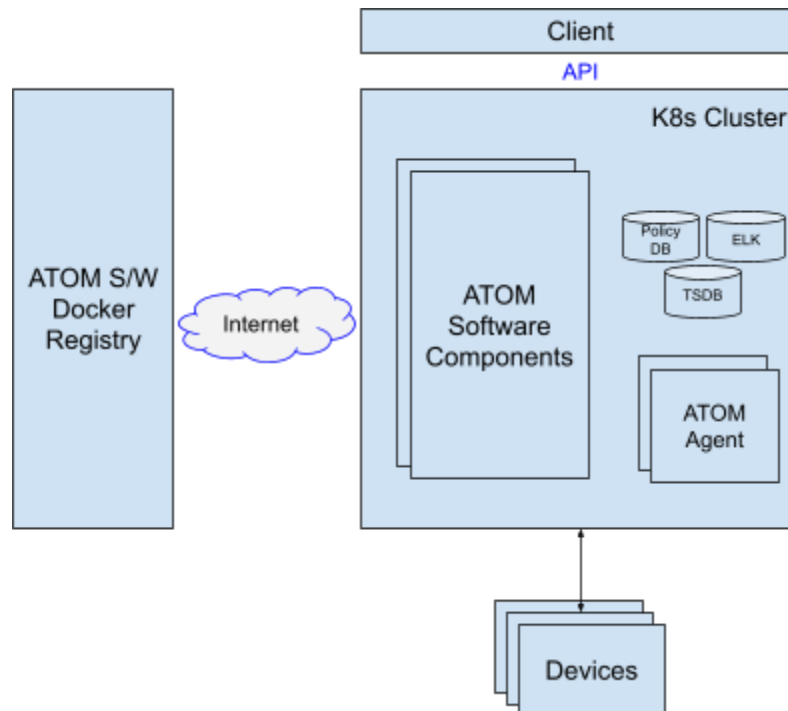 Client
API
K8s Cluster
ATOM S/W
Docker
Registry
Internet
ATOM
Software
Components
Policy
DB
ELK
TSDB
ATOM
Agent
Devices